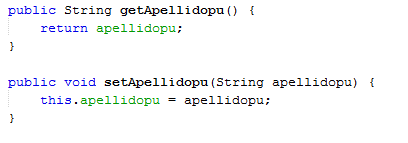 public String getApellidopu() {
    return apellidopu;
}

public void setApellidopu(String apellidopu) {
    this.apellidopu = apellidopu;
}